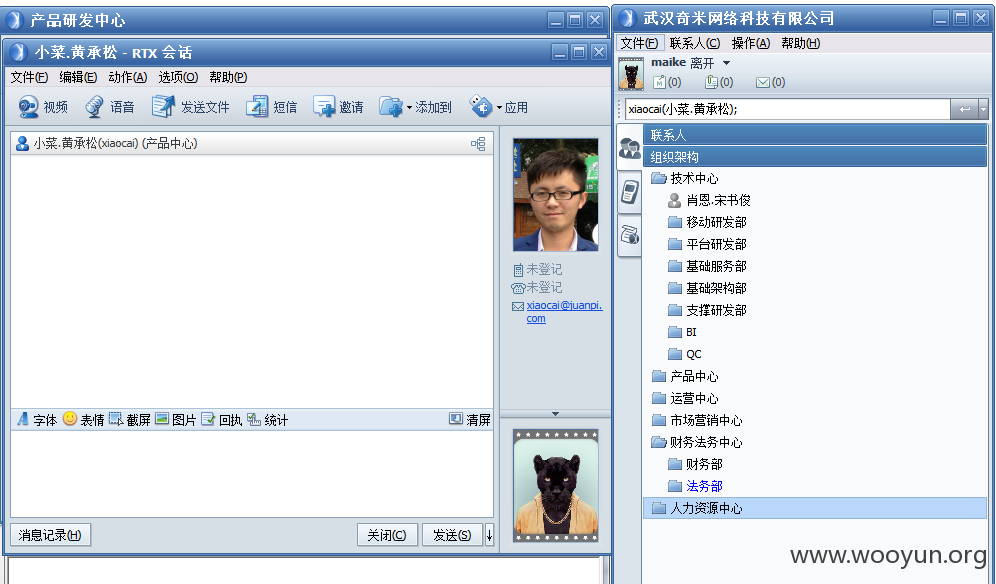 产品研发中心
小菜.黄承松 - RTX 会话
文件(F) 编辑(E) 动作(A) 选项(O) 帮助(P)
视频 语音 发送文件 短信 邀请 添加到 应用
小菜.黄承松(xiaocai) (产品中心)
未登记
未登记
xiaocai@juanpi.
com
字体 表情 截屏 图片 回执 统计 清屏
消息记录(H) 关闭(C) 发送(S)
武汉奇米网络科技有限公司
文件(F) 联系人(C) 操作(A) 帮助(H)
maike 离开
(0) (0) (0)
xiaocai(小菜.黄承松);
联系人
组织架构
技术中心
肖恩.宋书俊
移动研发部
平台研发部
基础服务部
基础架构部
支撑研发部
BI
QC
产品中心
运营中心
市场营销中心
财务法务中心
财务部
法务部
人力资源中心
www.wooyun.org